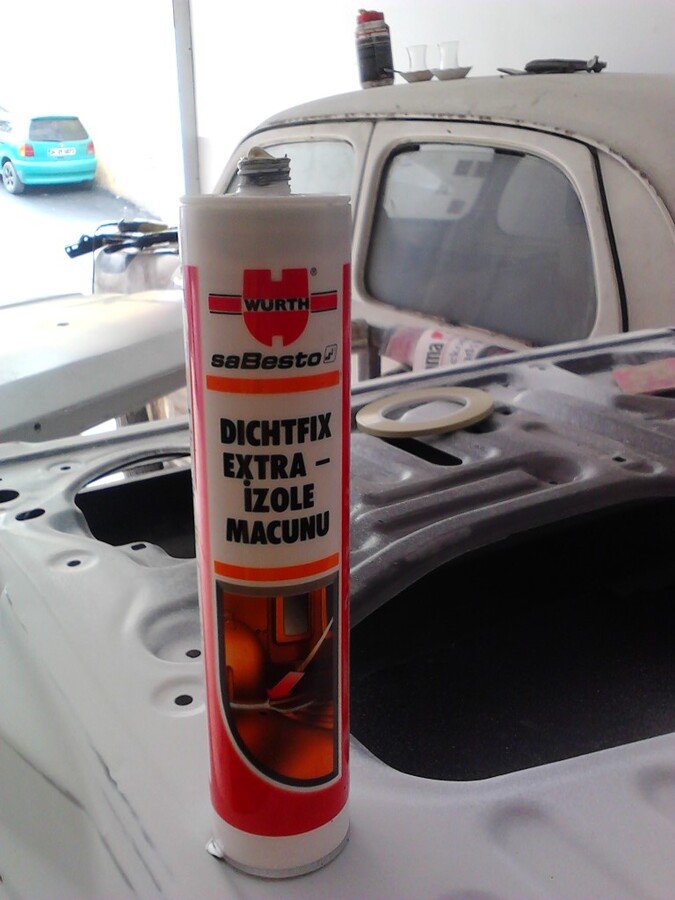 WURTH
®
saBesto
DICHTFIX
EXTRA –
İZOLE
MACUNU